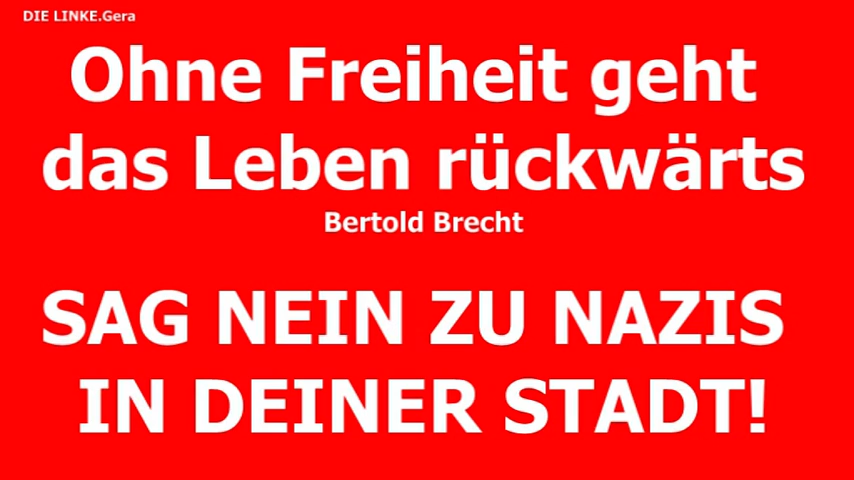 DIE LINKE.Gera
Ohne Freiheit geht
das Leben rückwärts
Bertold Brecht
SAG NEIN ZU NAZIS
IN DEINER STADT!